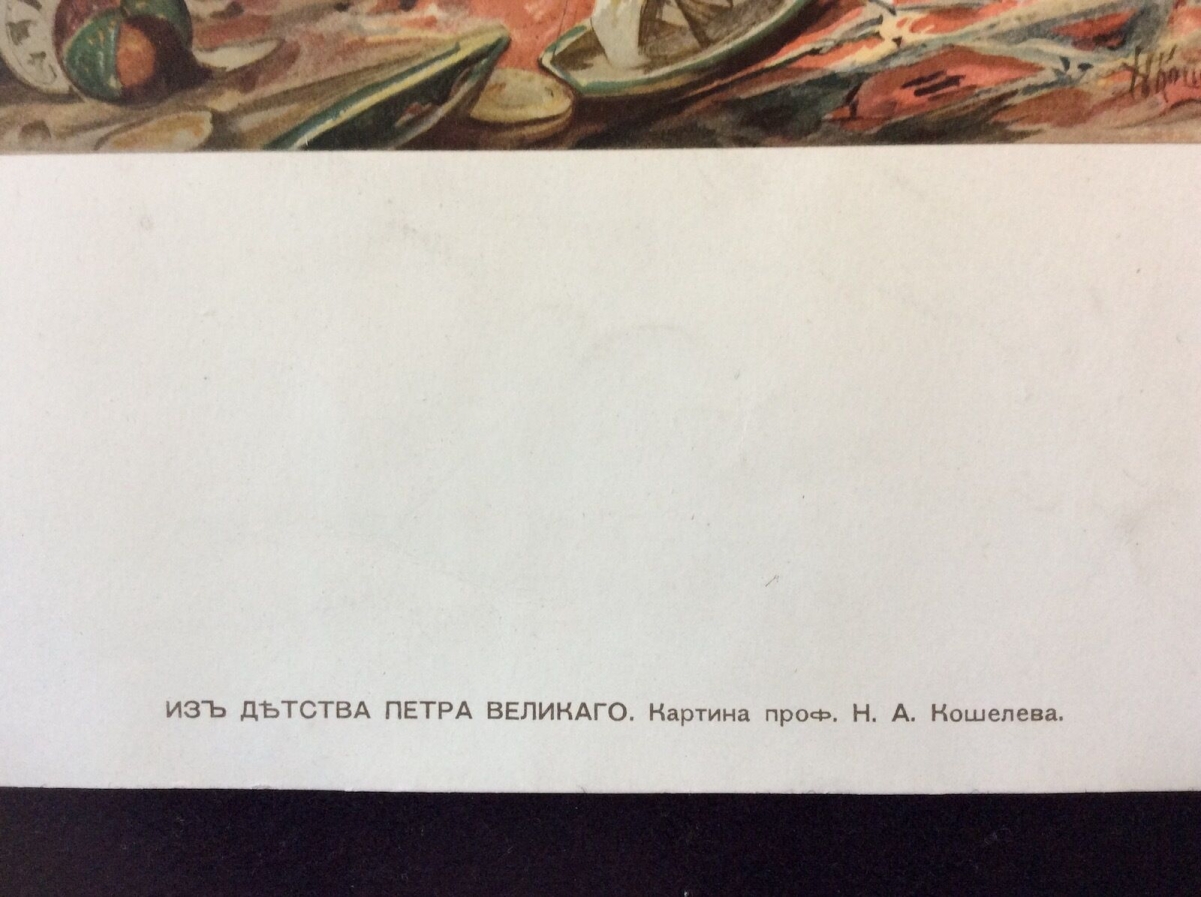 ИЗЪ ДѢТСТВА ПЕТРА ВЕЛИКАГО. Картина проф. Н. А. Кошелева.